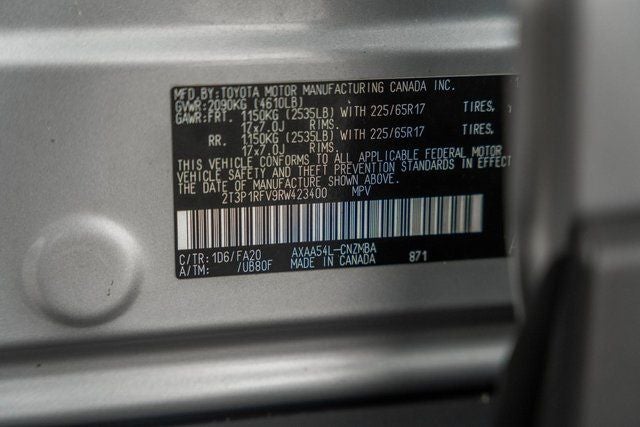 MFD.BY:TOYOTA MOTOR MANUFACTURING CANADA INC.
GVWR:2090KG (4610LB)
GAWR:FRT. 1150KG (2535LB) WITH 225/65R17 TIRES,
17x7.0J RIMS
RR. 1150KG (2535LB) WITH 225/65R17 TIRES,
17x7.0J RIMS
THIS VEHICLE CONFORMS TO ALL APPLICABLE FEDERAL MOTOR
VEHICLE SAFETY AND THEFT PREVENTION STANDARDS IN EFFECT
THE DATE OF MANUFACTURE SHOWN ABOVE.
2T3P1RFV9RW423400 MPV
C/TR: 1D6/FA20 AXAA54L-CNZMBA
A/TM: /UB80F MADE IN CANADA 871